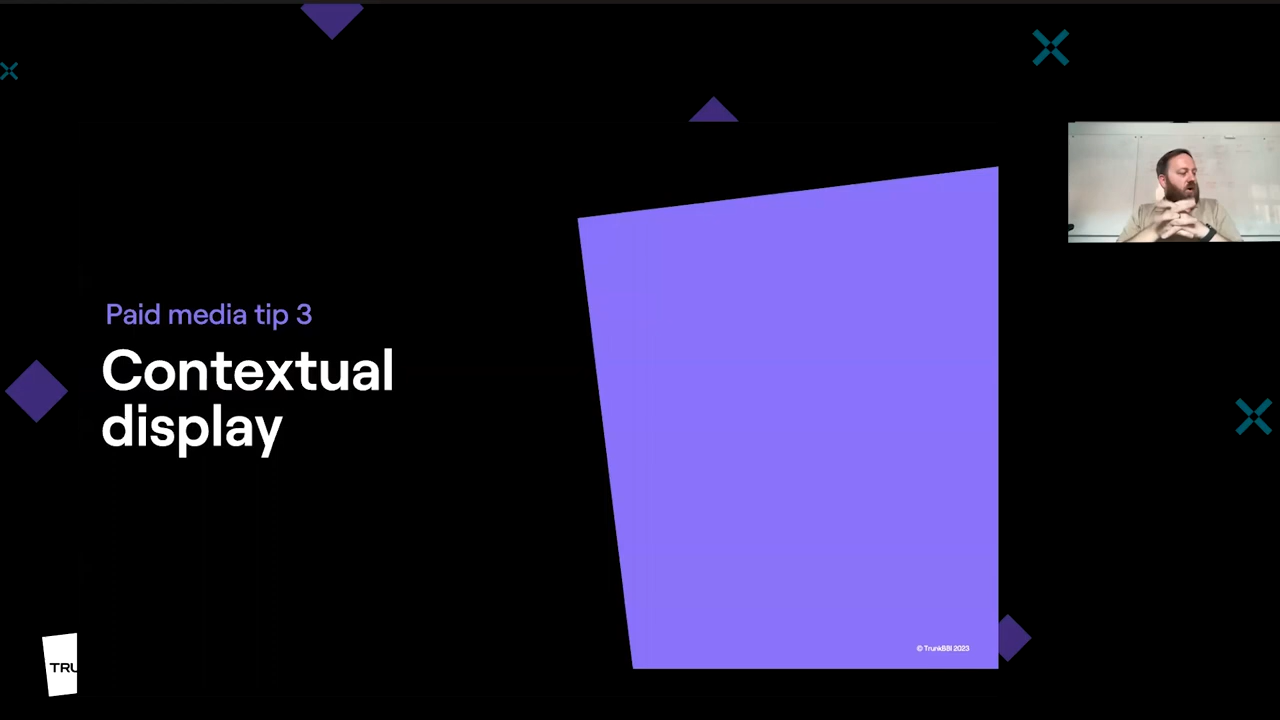 Paid media tip 3
Contextual
display
© TrunkBBI 2023
TRU